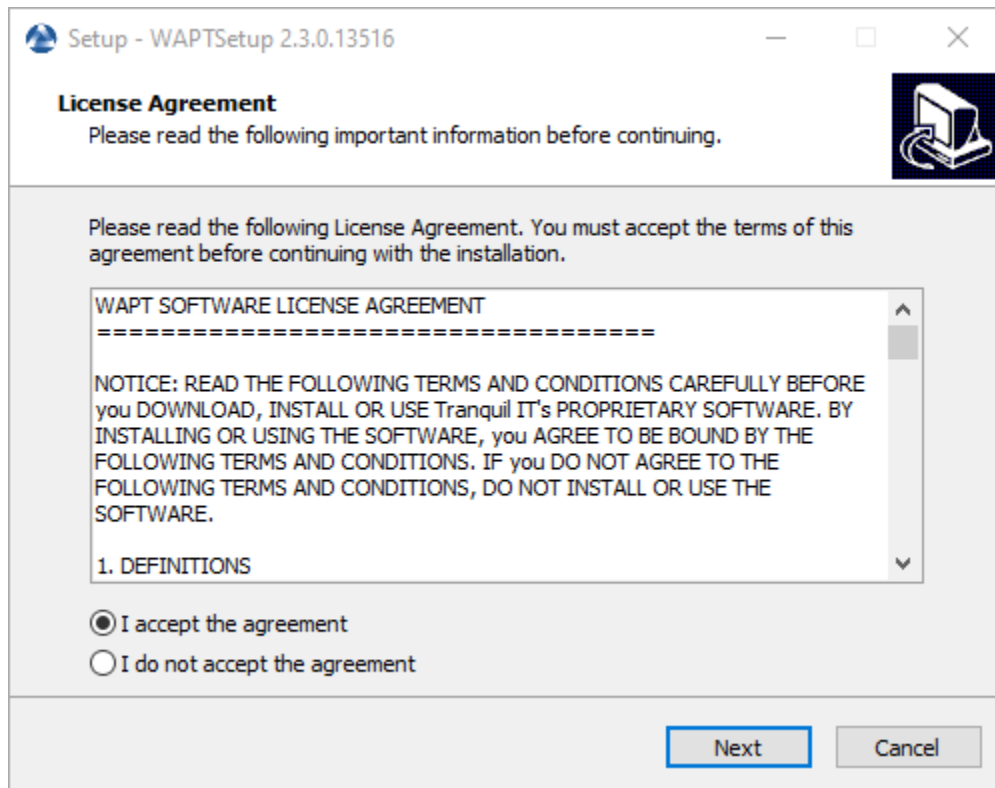 Setup - WAPTSetup 2.3.0.13516
License Agreement
Please read the following important information before continuing.
Please read the following License Agreement. You must accept the terms of this
agreement before continuing with the installation.
WAPT SOFTWARE LICENSE AGREEMENT
===================================
NOTICE: READ THE FOLLOWING TERMS AND CONDITIONS CAREFULLY BEFORE
you DOWNLOAD, INSTALL OR USE Tranquil IT's PROPRIETARY SOFTWARE. BY
INSTALLING OR USING THE SOFTWARE, you AGREE TO BE BOUND BY THE
FOLLOWING TERMS AND CONDITIONS. IF you DO NOT AGREE TO THE
FOLLOWING TERMS AND CONDITIONS, DO NOT INSTALL OR USE THE
SOFTWARE.
1. DEFINITIONS
I accept the agreement
I do not accept the agreement
Next
Cancel